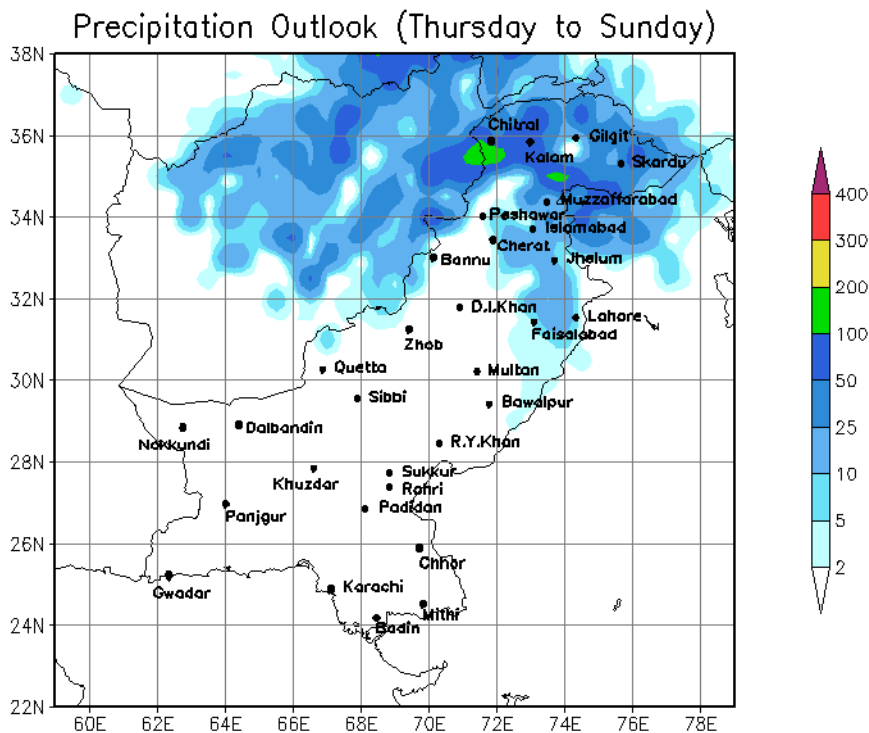 Precipitation Outlook (Thursday to Sunday)
38N
36N
34N
32N
30N
28N
26N
24N
22N
60E
62E
64E
66E
68E
70E
72E
74E
76E
78E
Chitral
Gilgit
Kalam
Skardu
Muzzaffarabad
Peshawar
Islamabad
Cherat
Bannu
Jhelum
D.I.Khan
Lahore
Faisalabad
Zhob
Quetta
Multan
Sibbi
Bawalpur
Dalbandin
Nokkundi
R.Y.Khan
Sukkur
Khuzdar
Rohri
Padidan
Panjgur
Chhor
Gwadar
Karachi
Mithi
Badin
400
300
200
100
50
25
10
5
2